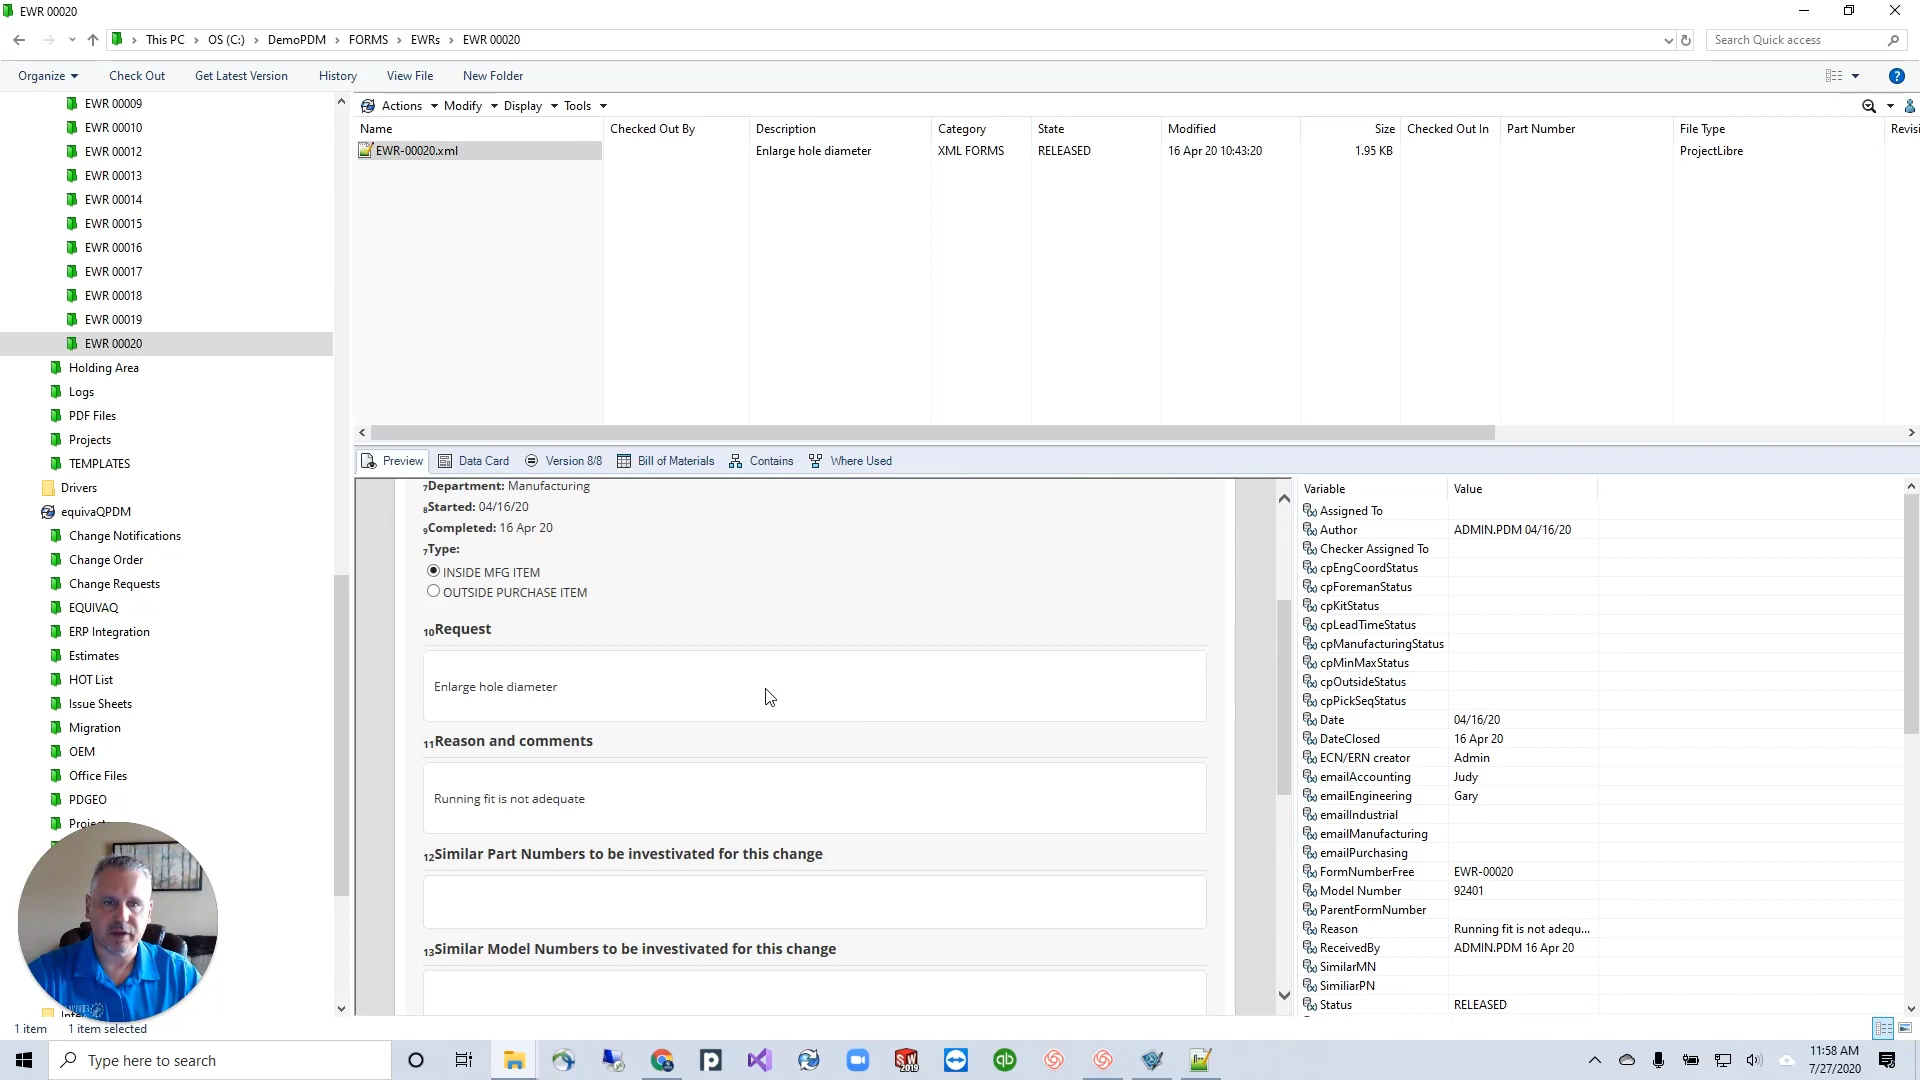 EWR 00020
This PC > OS (C:) > DemoPDM > FORMS > EWRs > EWR 00020
Search Quick access
Organize Check Out Get Latest Version History View File New Folder
EWR 00009
EWR 00010
EWR 00012
EWR 00013
EWR 00014
EWR 00015
EWR 00016
EWR 00017
EWR 00018
EWR 00019
EWR 00020
Holding Area
Logs
PDF Files
Projects
TEMPLATES
Drivers
equivaQPDM
Change Notifications
Change Order
Change Requests
EQUIVAQ
ERP Integration
Estimates
HOT List
Issue Sheets
Migration
OEM
Office Files
PDGEO
Actions Modify Display Tools
Name Checked Out By Description Category State Modified Size Checked Out In Part Number File Type Revisi
EWR-00020.xml Enlarge hole diameter XML FORMS RELEASED 16 Apr 20 10:43:20 1.95 KB ProjectLibre
Preview Data Card Version 8/8 Bill of Materials Contains Where Used
7Department: Manufacturing
8Started: 04/16/20
9Completed: 16 Apr 20
7Type:
INSIDE MFG ITEM
OUTSIDE PURCHASE ITEM
10Request
Enlarge hole diameter
11Reason and comments
Running fit is not adequate
12Similar Part Numbers to be investivated for this change
13Similar Model Numbers to be investivated for this change
Variable Value
Assigned To
Author ADMIN.PDM 04/16/20
Checker Assigned To
cpEngCoordStatus
cpForemanStatus
cpKitStatus
cpLeadTimeStatus
cpManufacturingStatus
cpMinMaxStatus
cpOutsideStatus
cpPickSeqStatus
Date 04/16/20
DateClosed 16 Apr 20
ECN/ERN creator Admin
emailAccounting Judy
emailEngineering Gary
emailIndustrial
emailManufacturing
emailPurchasing
FormNumberFree EWR-00020
Model Number 92401
ParentFormNumber
Reason Running fit is not adequ...
ReceivedBy ADMIN.PDM 16 Apr 20
SimilarMN
SimiliarPN
Status RELEASED
1 item 1 item selected
Type here to search
SW
2019
qb
11:58 AM
7/27/2020